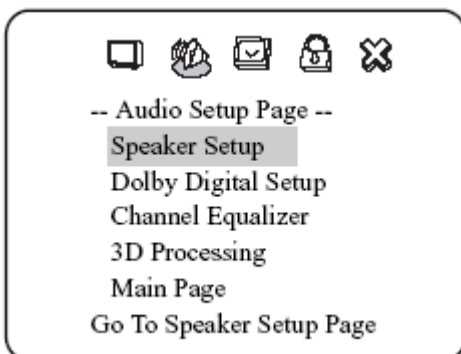 -- Audio Setup Page --
Speaker Setup
Dolby Digital Setup
Channel Equalizer
3D Processing
Main Page
Go To Speaker Setup Page